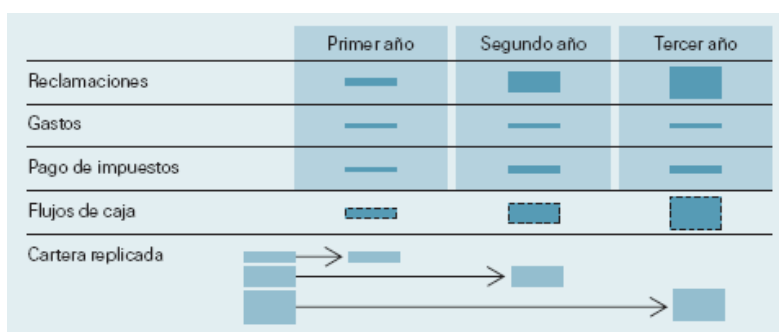 Primer año Segundo año Tercer año
Reclamaciones
Gastos
Pago de impuestos
Flujos de caja
Cartera replicada